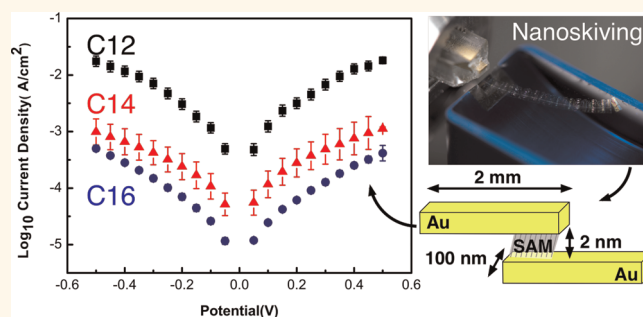 -1
-2
-3
-4
-5
C12
C14
C16
Log10 Current Density( A/cm2)
-0.6 -0.4 -0.2 0.0 0.2 0.4 0.6
Potential(V)
Nanoskiving
2 mm
Au
100 nm
SAM
2 nm
Au